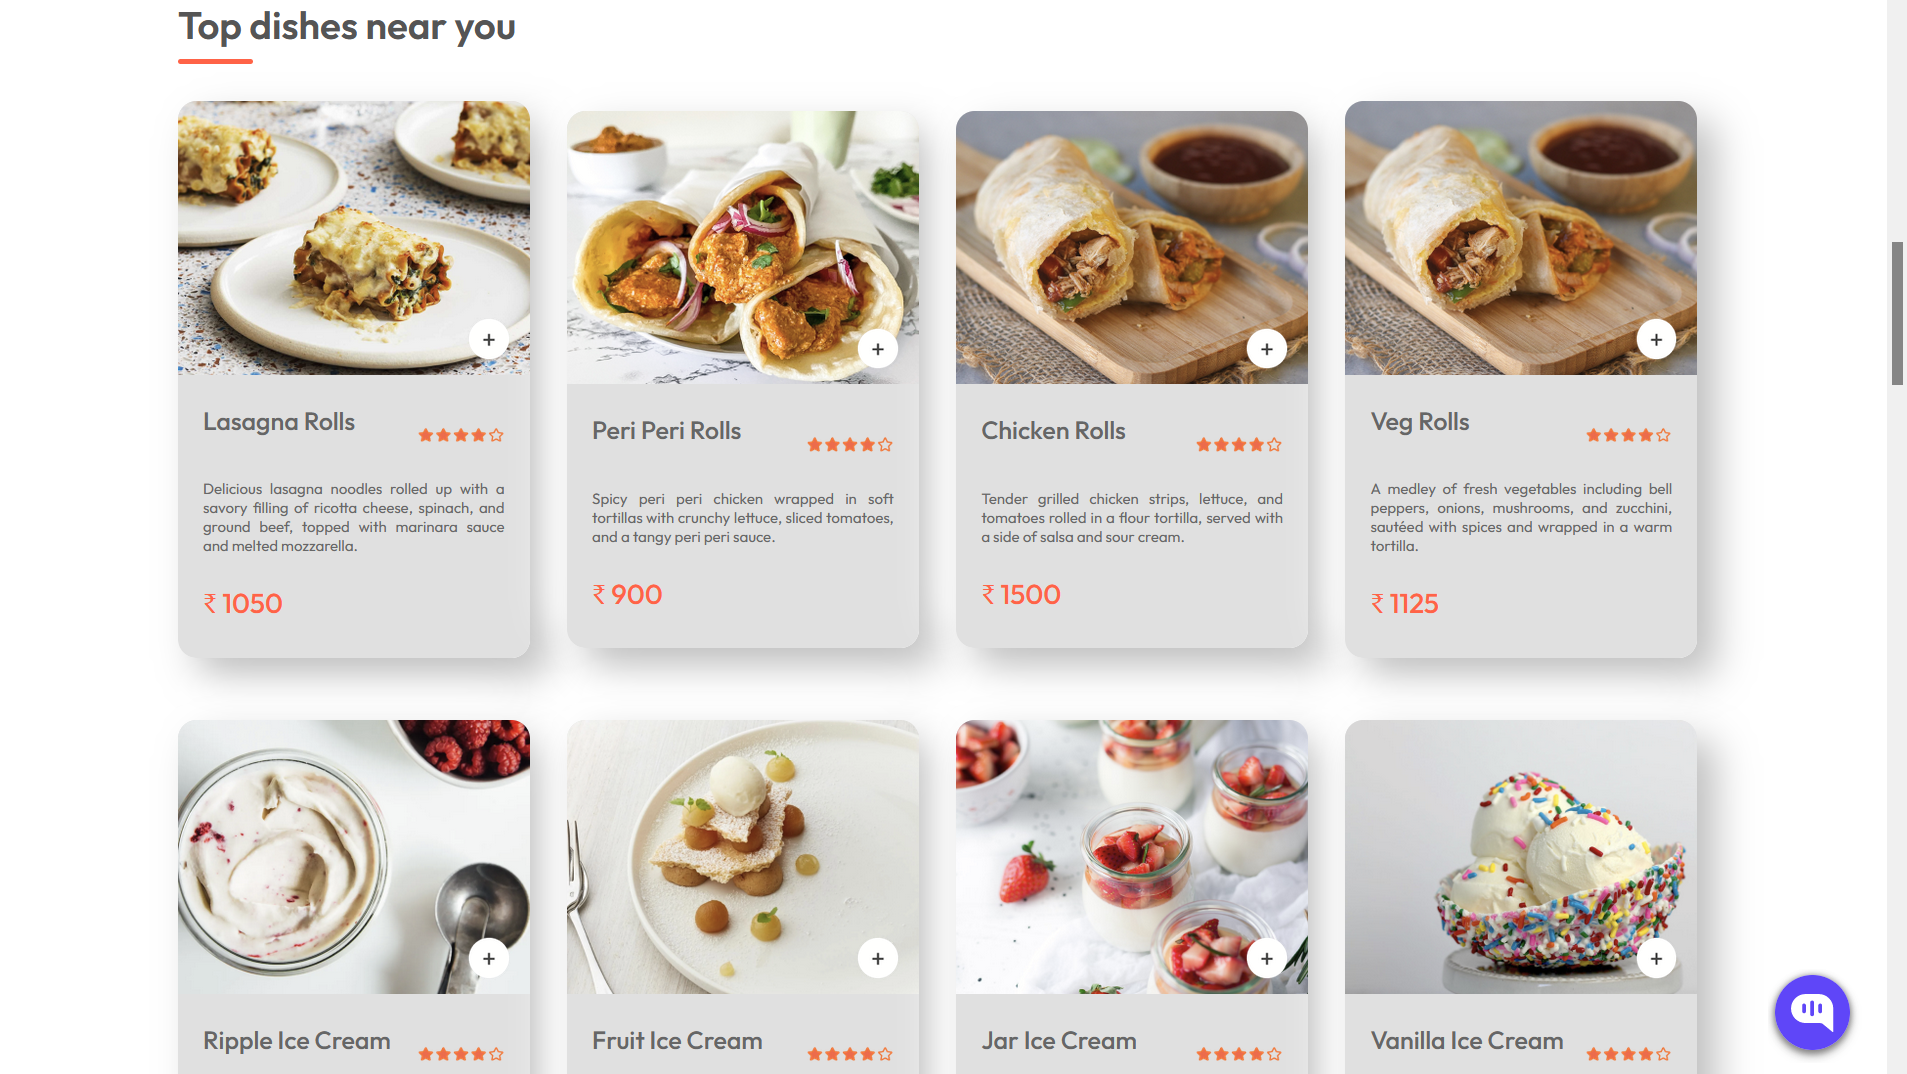 Top dishes near you
+
+
+
+
Lasagna Rolls
Delicious lasagna noodles rolled up with a
savory filling of ricotta cheese, spinach, and
ground beef, topped with marinara sauce
and melted mozzarella.
₹ 1050
Peri Peri Rolls
Spicy peri peri chicken wrapped in soft
tortillas with crunchy lettuce, sliced tomatoes,
and a tangy peri peri sauce.
₹ 900
Chicken Rolls
Tender grilled chicken strips, lettuce, and
tomatoes rolled in a flour tortilla, served with
a side of salsa and sour cream.
₹ 1500
Veg Rolls
A medley of fresh vegetables including bell
peppers, onions, mushrooms, and zucchini,
sautéed with spices and wrapped in a warm
tortilla.
₹ 1125
+
+
+
+
Ripple Ice Cream
Fruit Ice Cream
Jar Ice Cream
Vanilla Ice Cream